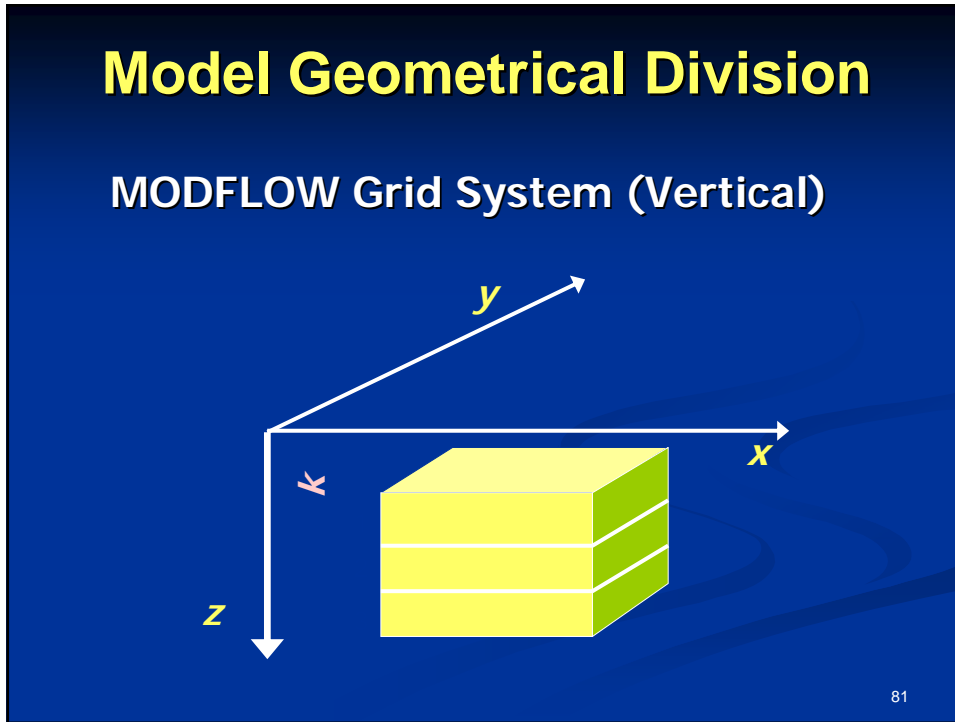 Model Geometrical Division
MODFLOW Grid System (Vertical)
y
x
k
z
81